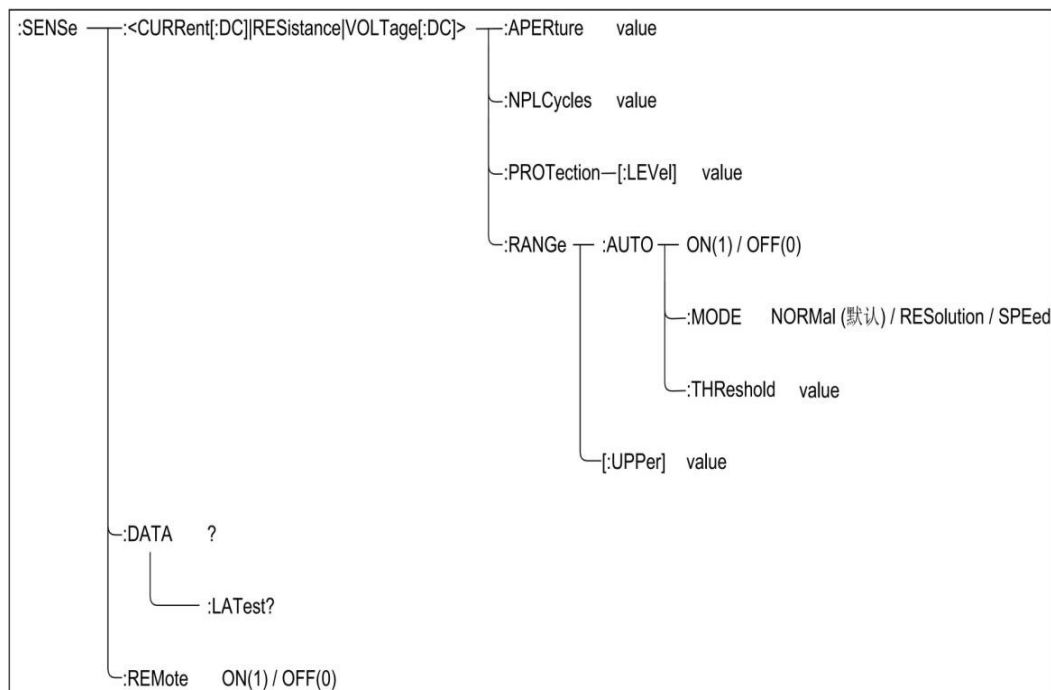 :SENSe :<CURRent[:DC]|RESistance|VOLTage[:DC]> :APERture value
:NPLCycles value
:PROTection [:LEVel] value
:RANGe :AUTO ON(1) / OFF(0)
:MODE NORMal (默认) / RESolution / SPEed
:THReshold value
[:UPPer] value
:DATA ?
:LATest?
:REMote ON(1) / OFF(0)